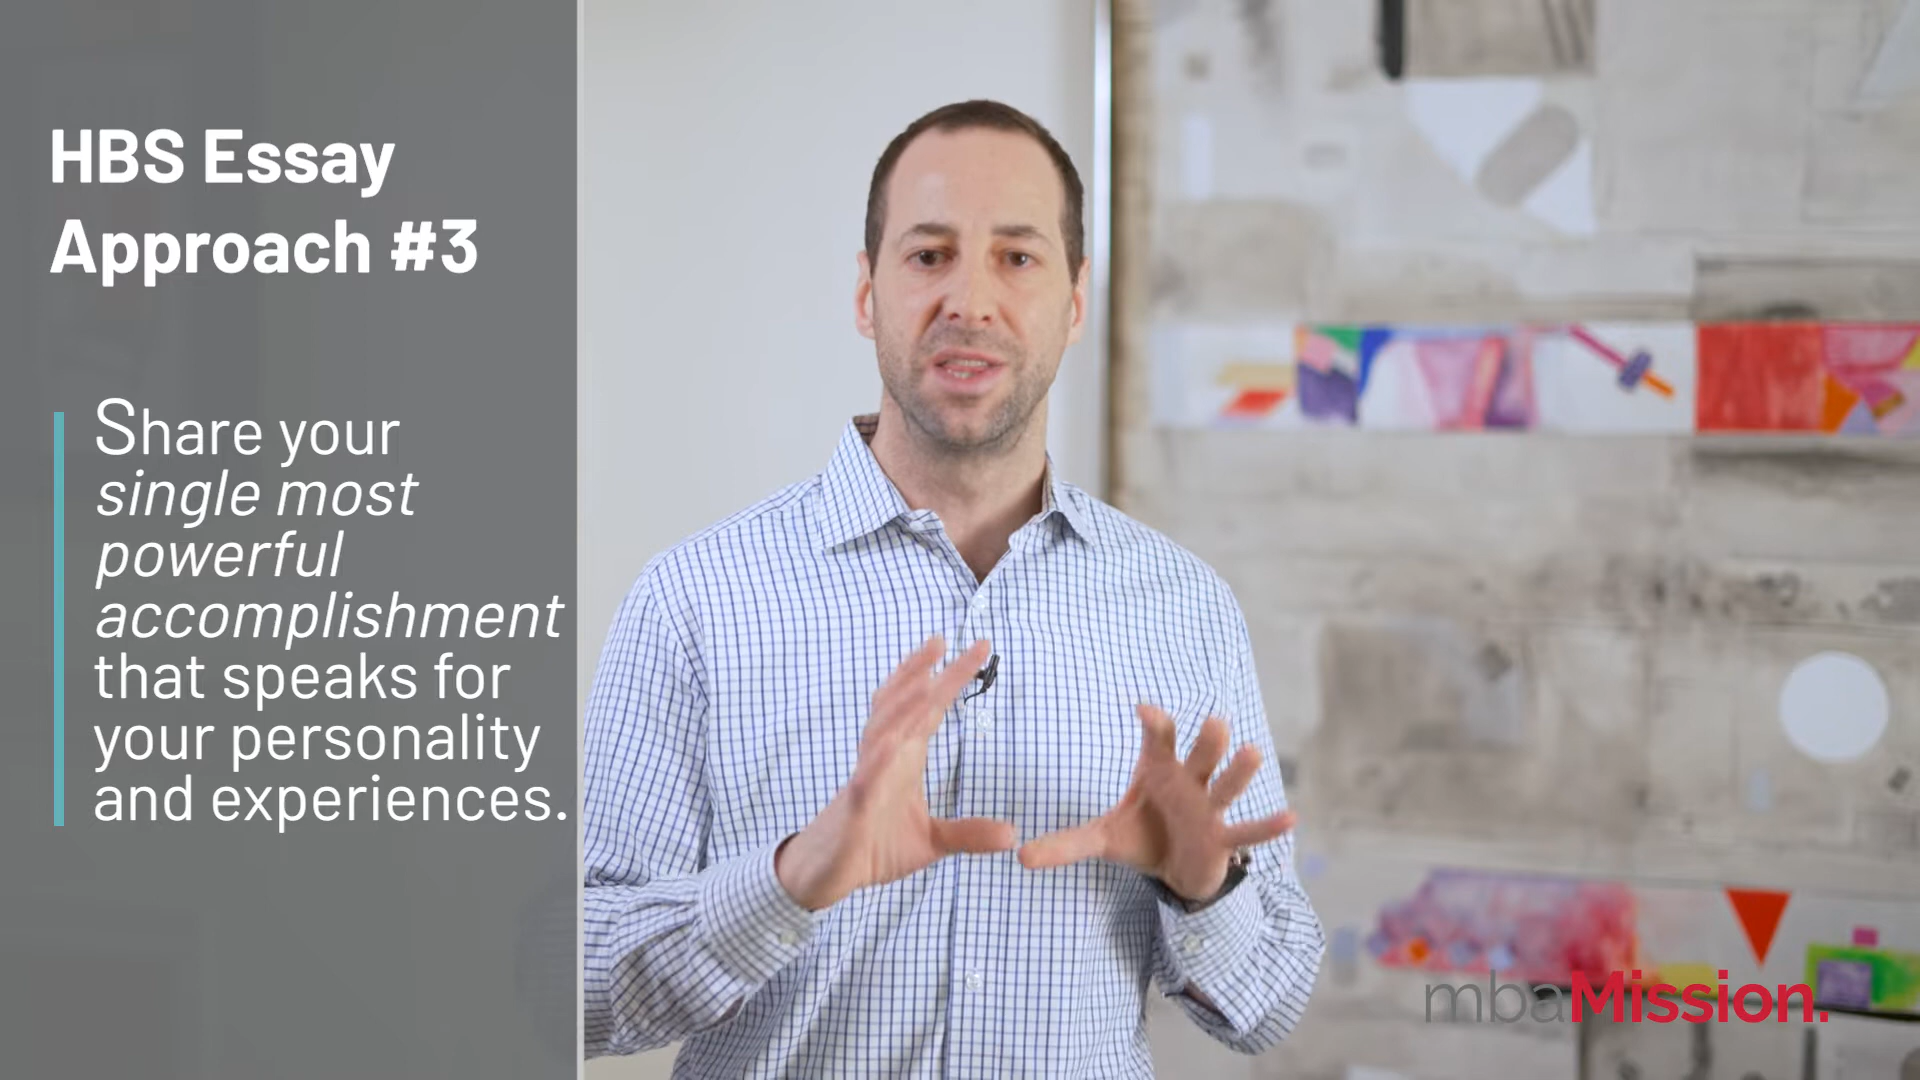 HBS Essay
Approach #3
Share your
single most
powerful
accomplishment
that speaks for
your personality
and experiences.
mbaMission.